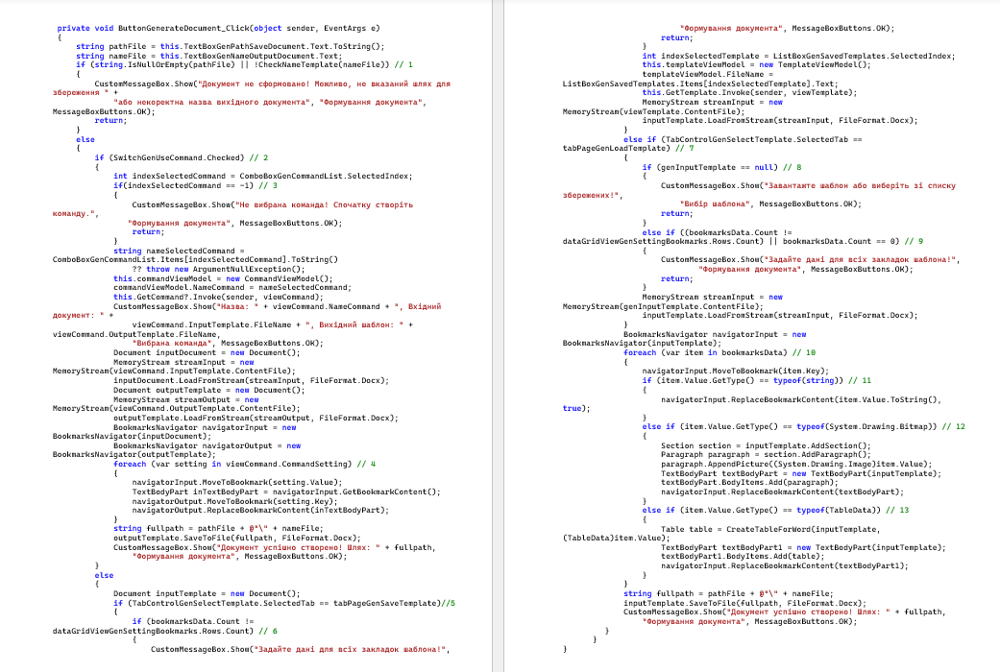 private void ButtonGenerateDocument_Click(object sender, EventArgs e)
{
string pathFile = this.TextBoxGenPathSaveDocument.Text.ToString();
string nameFile = this.TextBoxGenNameOutputDocument.Text;
if (string.IsNullOrEmpty(pathFile) || !CheckNameTemplate(nameFile)) // 1
{
CustomMessageBox.Show("Документ не сформовано! Можливо, не вказаний шлях для
збереження " +
"або некоректна назва вихідного документа", "Формування документа",
MessageBoxButtons.OK);
return;
}
else
{
if (SwitchGenUseCommand.Checked) // 2
{
int indexSelectedCommand = ComboBoxGenCommandList.SelectedIndex;
if(indexSelectedCommand == -1) // 3
{
CustomMessageBox.Show("Не вибрана команда! Спочатку створіть
команду.",
"Формування документа", MessageBoxButtons.OK);
return;
}
string nameSelectedCommand =
ComboBoxGenCommandList.Items[indexSelectedCommand].ToString()
?? throw new ArgumentNullException();
this.commandViewModel = new CommandViewModel();
commandViewModel.NameCommand = nameSelectedCommand;
this.GetCommand?.Invoke(sender, viewCommand);
CustomMessageBox.Show("Назва: " + viewCommand.NameCommand + ", Вхідний
документ: " +
viewCommand.InputTemplate.FileName + ", Вихідний шаблон: " +
viewCommand.OutputTemplate.FileName,
"Вибрана команда", MessageBoxButtons.OK);
Document inputDocument = new Document();
MemoryStream streamInput = new
MemoryStream(viewCommand.InputTemplate.ContentFile);
inputDocument.LoadFromStream(streamInput, FileFormat.Docx);
Document outputTemplate = new Document();
MemoryStream streamOutput = new
MemoryStream(viewCommand.OutputTemplate.ContentFile);
outputTemplate.LoadFromStream(streamOutput, FileFormat.Docx);
BookmarksNavigator navigatorInput = new
BookmarksNavigator(inputDocument);
BookmarksNavigator navigatorOutput = new
BookmarksNavigator(outputTemplate);
foreach (var setting in viewCommand.CommandSetting) // 4
{
navigatorInput.MoveToBookmark(setting.Value);
TextBodyPart inTextBodyPart = navigatorInput.GetBookmarkContent();
navigatorOutput.MoveToBookmark(setting.Key);
navigatorOutput.ReplaceBookmarkContent(inTextBodyPart);
}
string fullpath = pathFile + @"\" + nameFile;
outputTemplate.SaveToFile(fullpath, FileFormat.Docx);
CustomMessageBox.Show("Документ успішно створено! Шлях: " + fullpath,
"Формування документа", MessageBoxButtons.OK);
}
else
{
Document inputTemplate = new Document();
if (TabControlGenSelectTemplate.SelectedTab == tabPageGenSaveTemplate)//5
{
if (bookmarksData.Count !=
dataGridViewGenSettingBookmarks.Rows.Count) // 6
{
CustomMessageBox.Show("Задайте дані для всіх закладок шаблона!",
"Формування документа", MessageBoxButtons.OK);
return;
}
int indexSelectedTemplate = ListBoxGenSavedTemplates.SelectedIndex;
this.templateViewModel = new TemplateViewModel();
templateViewModel.FileName =
ListBoxGenSavedTemplates.Items[indexSelectedTemplate].Text;
this.GetTemplate.Invoke(sender, viewTemplate);
MemoryStream streamInput = new
MemoryStream(viewTemplate.ContentFile);
inputTemplate.LoadFromStream(streamInput, FileFormat.Docx);
}
else if (TabControlGenSelectTemplate.SelectedTab ==
tabPageGenLoadTemplate) // 7
{
if (genInputTemplate == null) // 8
{
CustomMessageBox.Show("Завантажте шаблон або виберіть зі списку
збережених!",
"Вибір шаблона", MessageBoxButtons.OK);
return;
}
else if ((bookmarksData.Count !=
dataGridViewGenSettingBookmarks.Rows.Count) || bookmarksData.Count == 0) // 9
{
CustomMessageBox.Show("Задайте дані для всіх закладок шаблона!",
"Формування документа", MessageBoxButtons.OK);
return;
}
MemoryStream streamInput = new
MemoryStream(genInputTemplate.ContentFile);
inputTemplate.LoadFromStream(streamInput, FileFormat.Docx);
}
BookmarksNavigator navigatorInput = new
BookmarksNavigator(inputTemplate);
foreach (var item in bookmarksData) // 10
{
navigatorInput.MoveToBookmark(item.Key);
if (item.Value.GetType() == typeof(string)) // 11
{
navigatorInput.ReplaceBookmarkContent(item.Value.ToString(),
true);
}
else if (item.Value.GetType() == typeof(System.Drawing.Bitmap)) // 12
{
Section section = inputTemplate.AddSection();
Paragraph paragraph = section.AddParagraph();
paragraph.AppendPicture((System.Drawing.Image)item.Value);
TextBodyPart textBodyPart = new TextBodyPart(inputTemplate);
textBodyPart.BodyItems.Add(paragraph);
navigatorInput.ReplaceBookmarkContent(textBodyPart);
}
else if (item.Value.GetType() == typeof(TableData)) // 13
{
Table table = CreateTableForWord(inputTemplate,
(TableData)item.Value);
TextBodyPart textBodyPart1 = new TextBodyPart(inputTemplate);
textBodyPart1.BodyItems.Add(table);
navigatorInput.ReplaceBookmarkContent(textBodyPart1);
}
}
string fullpath = pathFile + @"\" + nameFile;
inputTemplate.SaveToFile(fullpath, FileFormat.Docx);
CustomMessageBox.Show("Документ успішно створено! Шлях: " + fullpath,
"Формування документа", MessageBoxButtons.OK);
}
}
}